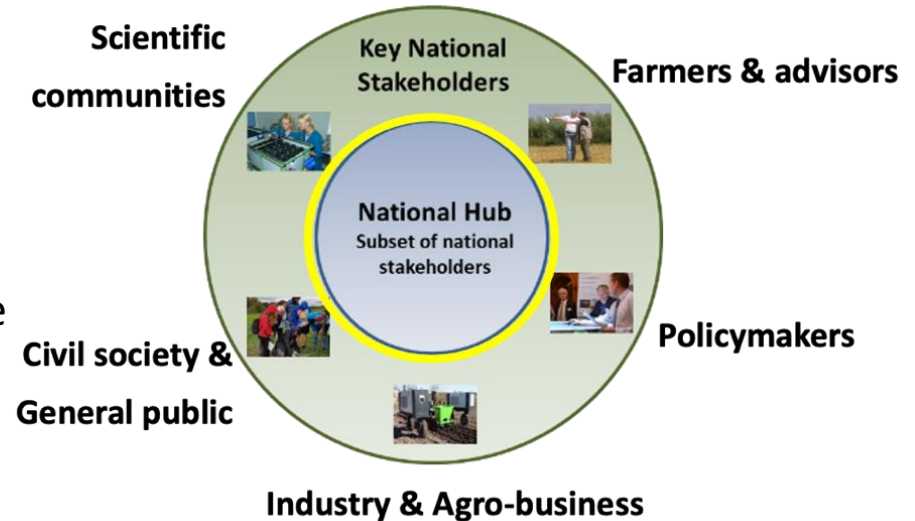 Scientific
communities
Key National
Stakeholders
Farmers & advisors
National Hub
Subset of national
stakeholders
e
Civil society &
General public
Policymakers
Industry & Agro-business